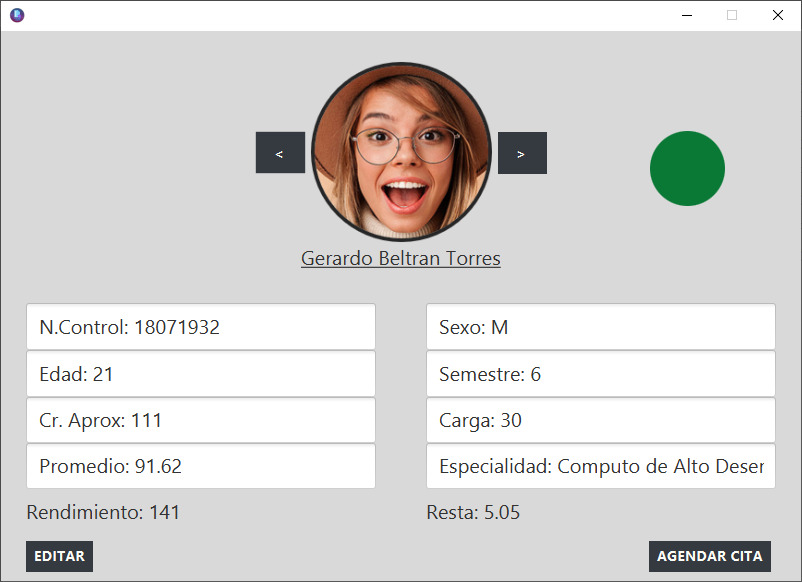 <
>
Gerardo Beltran Torres
N.Control: 18071932
Sexo: M
Edad: 21
Semestre: 6
Cr. Aprox: 111
Carga: 30
Promedio: 91.62
Especialidad: Computo de Alto Deser
Rendimiento: 141
Resta: 5.05
EDITAR
AGENDAR CITA